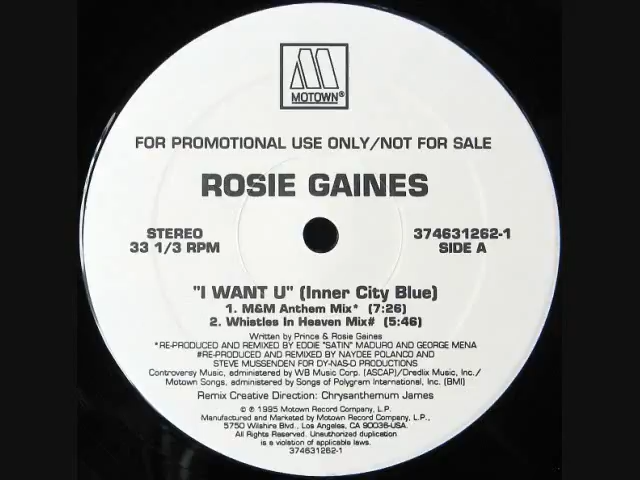 MOTOWN®
FOR PROMOTIONAL USE ONLY/NOT FOR SALE
ROSIE GAINES
STEREO
33 1/3 RPM
374631262-1
SIDE A
"I WANT U" (Inner City Blue)
1. M&M Anthem Mix* (7:26)
2. Whistles In Heaven Mix# (5:46)
Written by Prince & Rosie Gaines
*RE-PRODUCED AND REMIXED BY EDDIE "SATIN" MADURO AND GEORGE MENA
#RE-PRODUCED AND REMIXED BY NAYDEE POLANCO AND
STEVE MUSSENDEN FOR DY-NAS-D PRODUCTIONS
Controversy Music, administered by WB Music Corp. (ASCAP)/Dredlix Music, Inc./
Motown Songs, administered by Songs of Polygram International, Inc. (BMI)
Remix Creative Direction: Chrysanthemum James
© ℗ 1995 Motown Record Company, L.P.
Manufactured and Marketed by Motown Record Company, L.P.,
5750 Wilshire Blvd., Los Angeles, CA 90036-USA.
All Rights Reserved. Unauthorized duplication
is a violation of applicable laws.
374631262-1